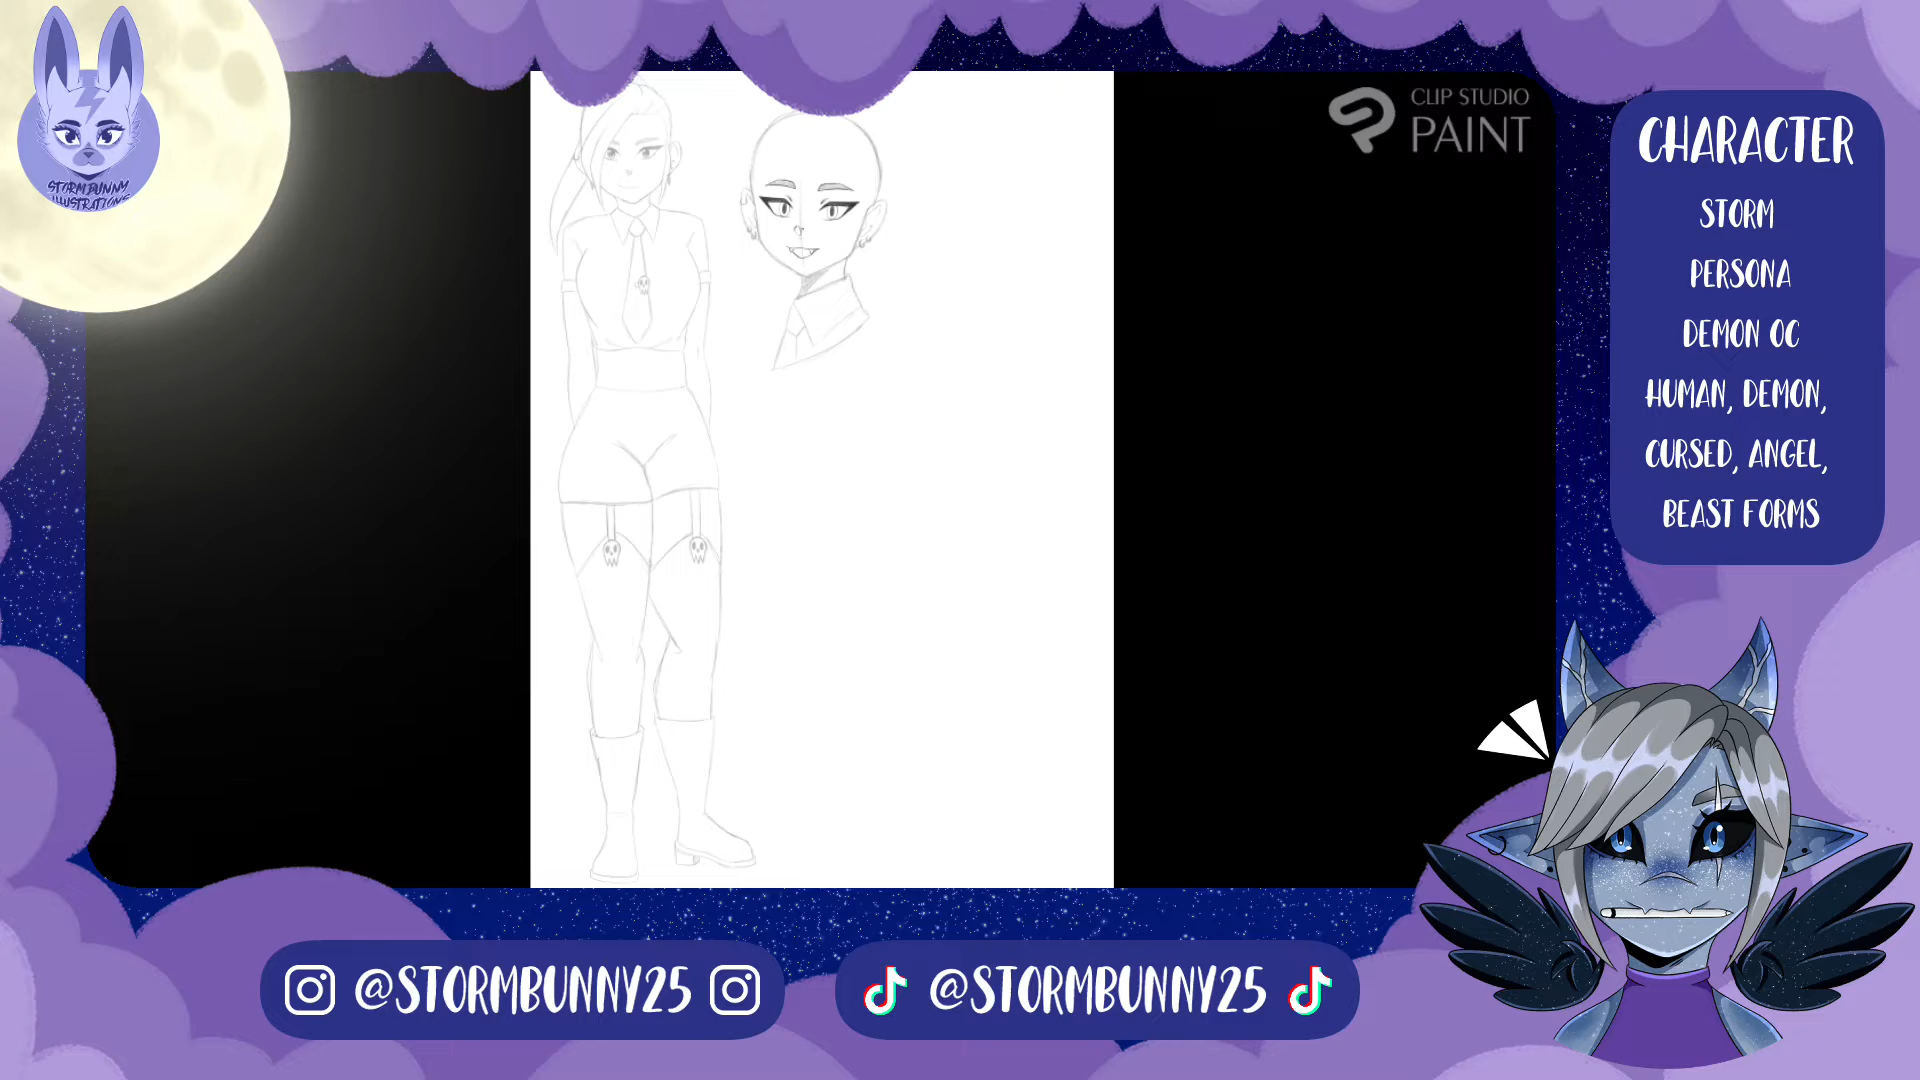 STORMBUNNY
ILLUSTRATIONS
CLIP STUDIO
PAINT
CHARACTER
STORM
PERSONA
DEMON OC
HUMAN, DEMON,
CURSED, ANGEL,
BEAST FORMS
@STORMBUNNY25
@STORMBUNNY25